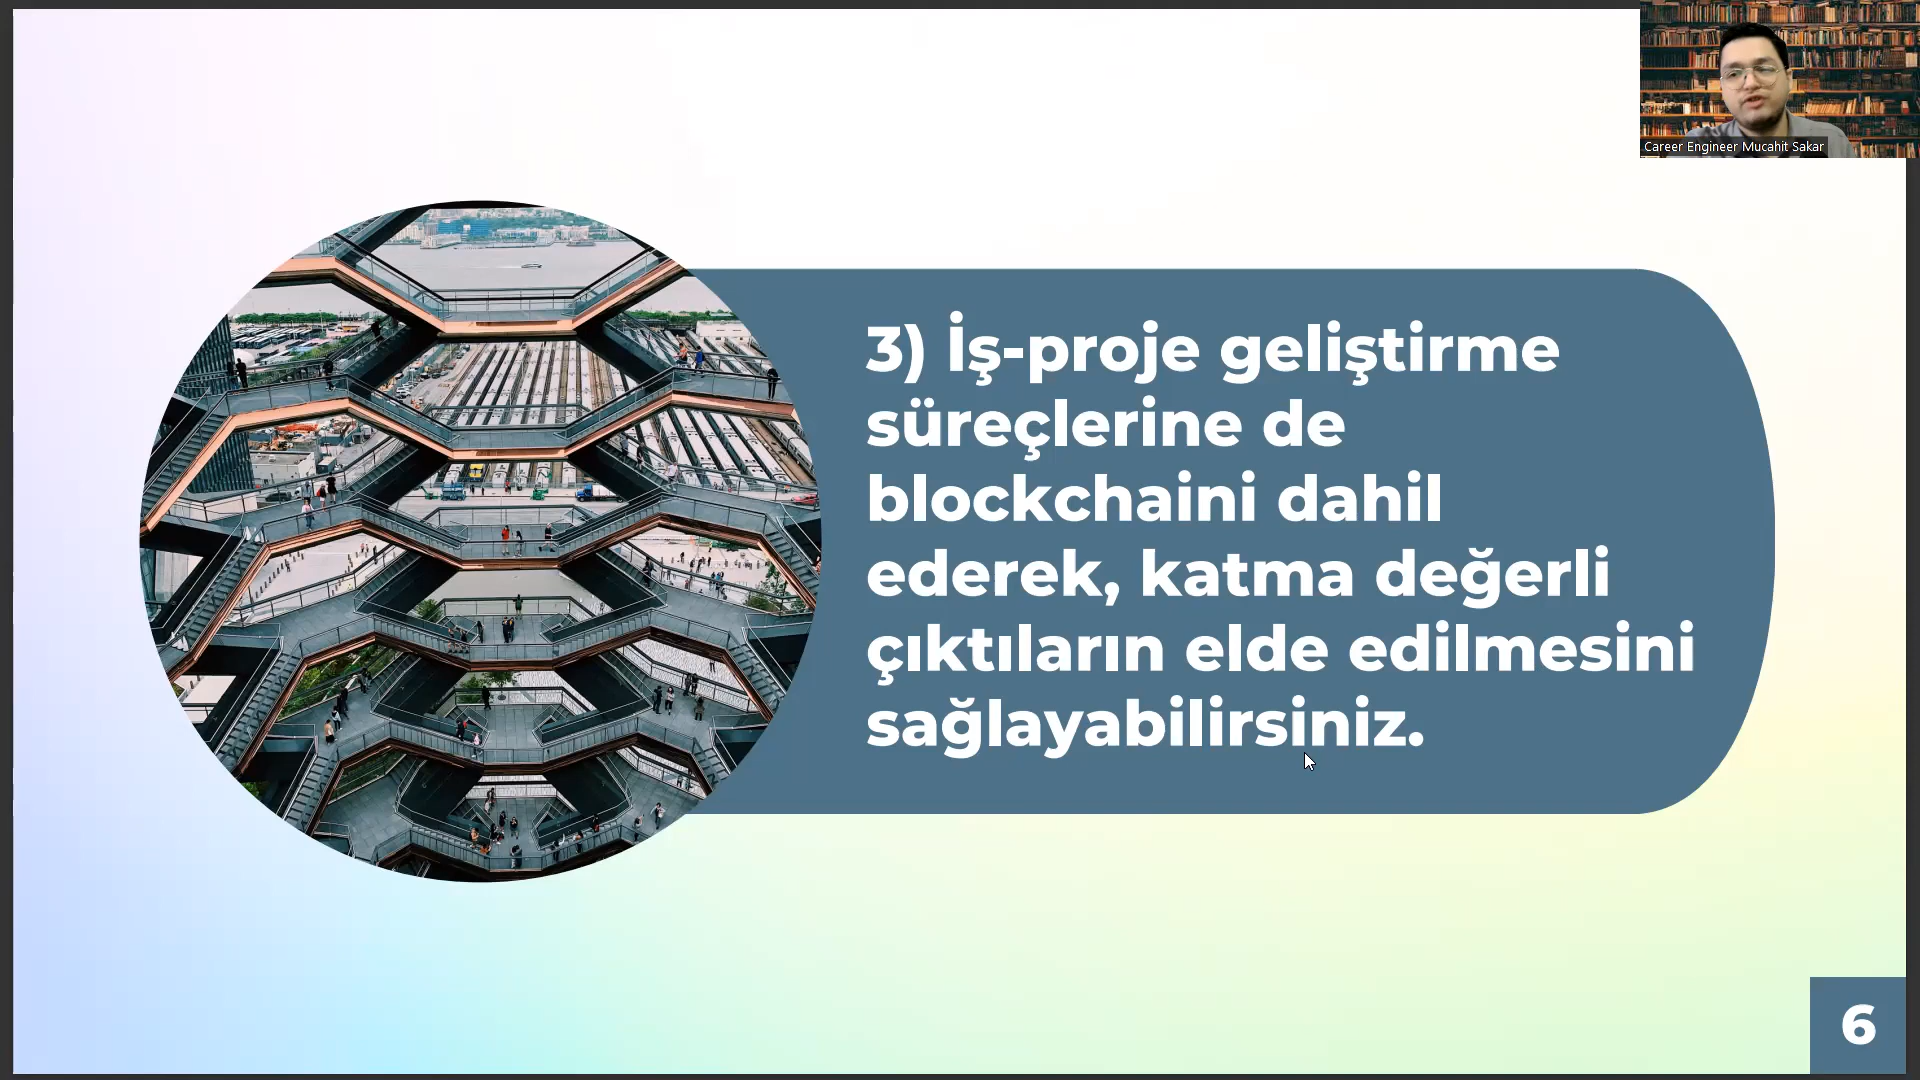 Career Engineer Mucahit Sakar
3) İş-proje geliştirme
süreçlerine de
blockchaini dahil
ederek, katma değerli
çıktıların elde edilmesini
sağlayabilirsiniz.
6